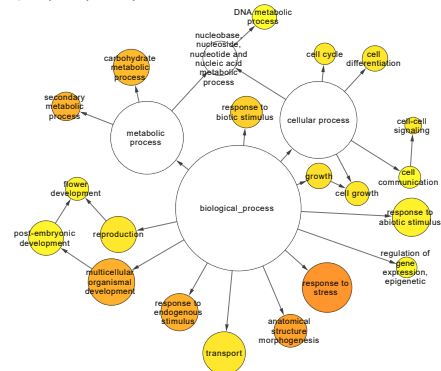 DNA metabolic
process
nucleobase,
nucleoside,
nucleotide and
nucleic acid
metabolic
process
cell cycle
cell
differentiation
carbohydrate
metabolic
process
secondary
metabolic
process
response to
biotic stimulus
cellular process
cell-cell
signaling
metabolic
process
growth
cell
communication
cell growth
flower
development
biological_process
response to
abiotic stimulus
post-embryonic
development
reproduction
regulation of
gene
expression,
epigenetic
multicellular
organismal
development
response to
stress
response to
endogenous
stimulus
anatomical
structure
morphogenesis
transport